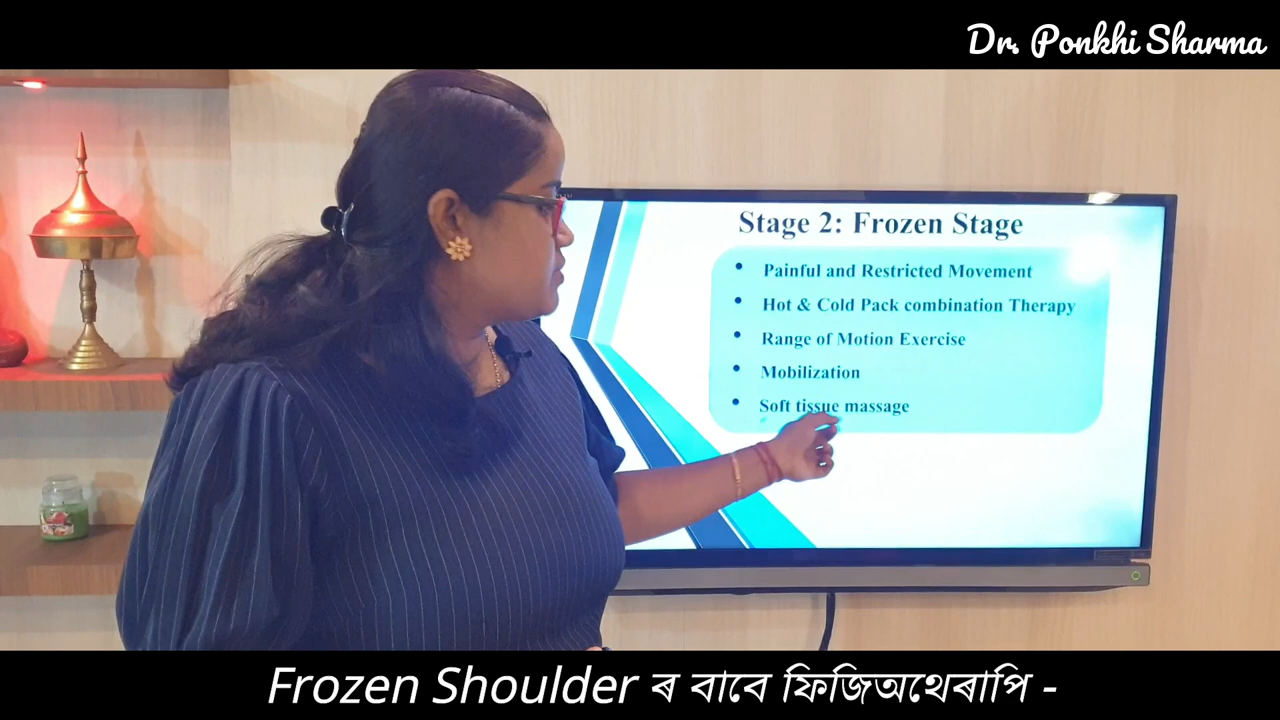 Dr. Ponkhi Sharma
Stage 2: Frozen Stage
• Painful and Restricted Movement
• Hot & Cold Pack combination Therapy
• Range of Motion Exercise
• Mobilization
• Soft tissue massage
Frozen Shoulder ৰ বাবে ফিজিঅথেৰাপি -